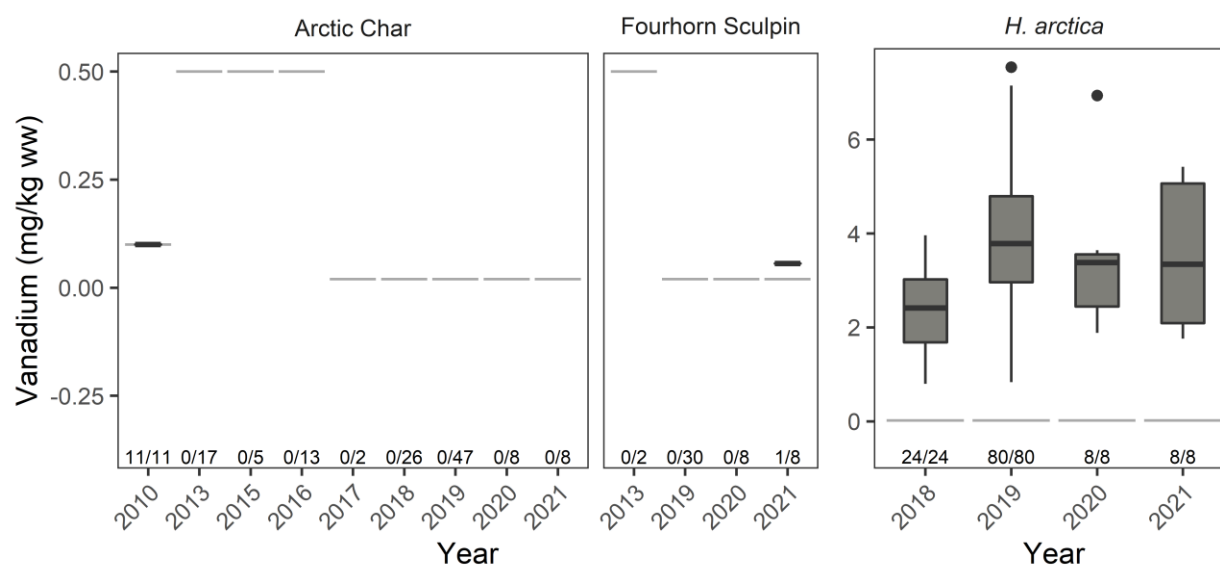 Arctic Char
Fourhorn Sculpin
H. arctica
Vanadium (mg/kg ww)
0.50
0.25
0.00
-0.25
6
4
2
0
11/11 0/17 0/5 0/13 0/2 0/26 0/47 0/8 0/8
0/2 0/30 0/8 1/8
24/24 80/80 8/8 8/8
2010 2013 2015 2016 2017 2018 2019 2020 2021
2013 2019 2020 2021
2018 2019 2020 2021
Year
Year